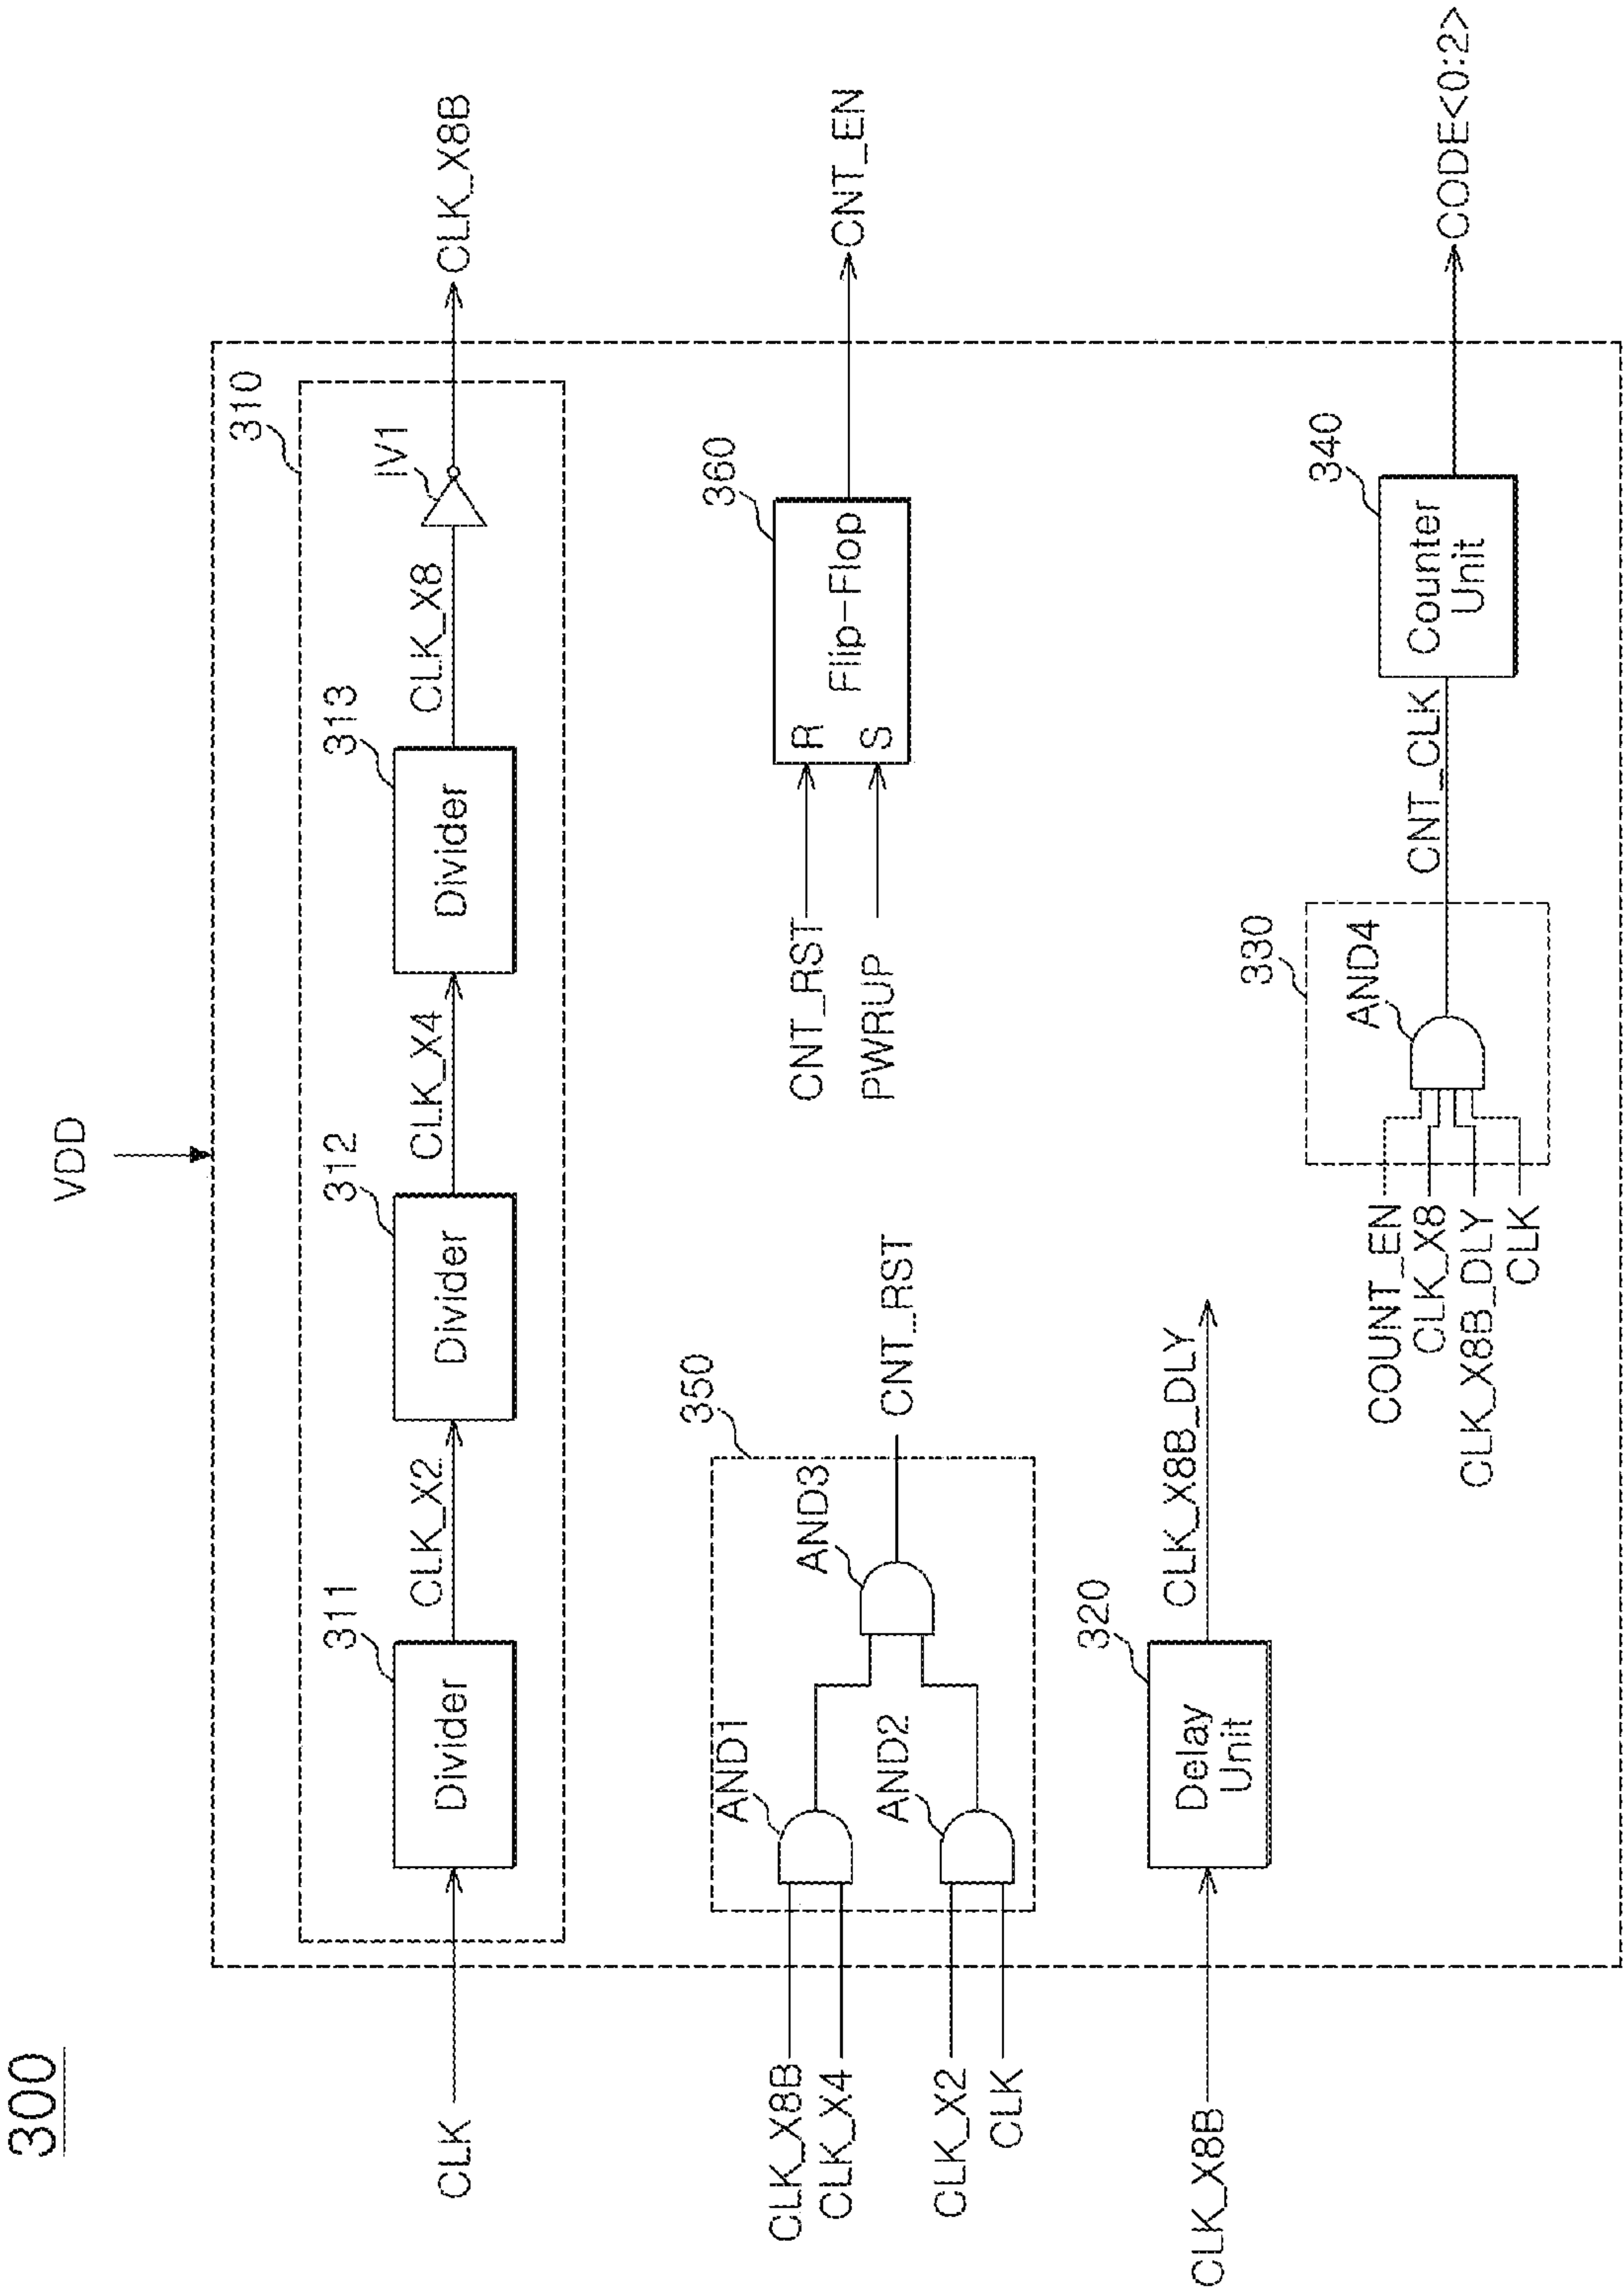 300
VDD
310
CLK
311
Divider
CLK_X2
312
Divider
CLK_X4
313
Divider
CLK_X8
IV1
CLK_X8B
350
CLK_X8B
CLK_X4
AND1
CLK_X2
CLK
AND2
AND3
CNT_RST
360
CNT_RST
PWRUP
R
S
Flip-Flop
CNT_EN
320
CLK_X8B
Delay
Unit
CLK_X8B_DLY
330
COUNT_EN
CLK_X8
CLK_X8B_DLY
CLK
AND4
CNT_CLK
340
Counter
Unit
CODE<0:2>